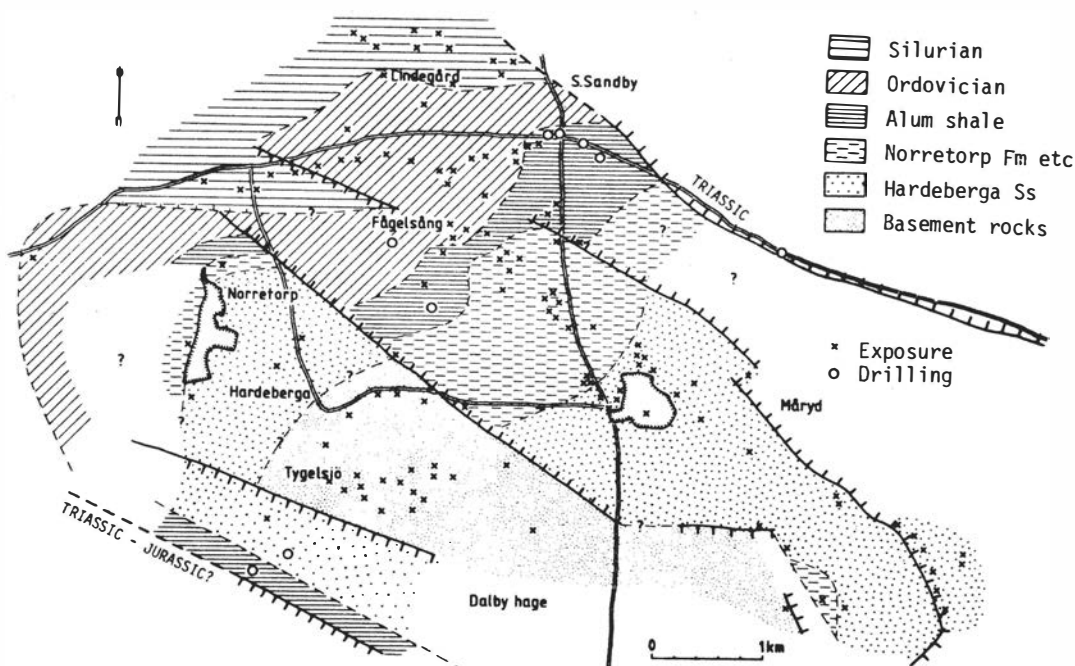 Silurian
Ordovician
Alum shale
Norretorp Fm etc
Hardeberga Ss
Basement rocks
Exposure
Drilling
Lindegård
S.Sandby
TRIASSIC
?
Fågelsång
?
?
Norretorp
?
?
Hardeberga
Måryd
?
?
Tygelsjö
?
TRIASSIC - JURASSIC?
Dalby hage
0 1km